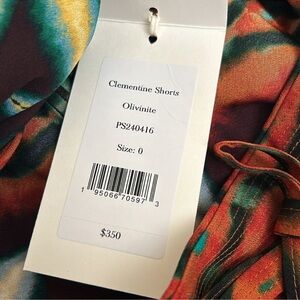 Clementine Shorts
Olivinite
PS240416
Size: 0
1 95066 70597 3
$350